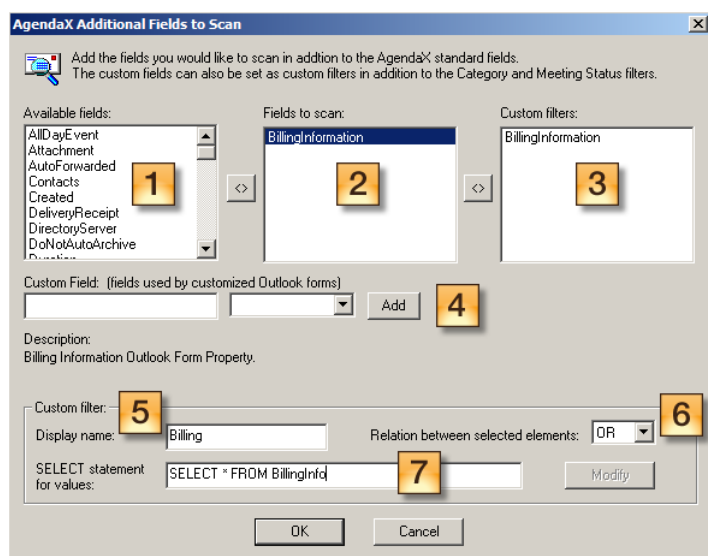 AgendaX Additional Fields to Scan
Add the fields you would like to scan in addtion to the AgendaX standard fields.
The custom fields can also be set as custom filters in addition to the Category and Meeting Status filters.
Available fields:
Fields to scan:
Custom filters:
AllDayEvent
Attachment
AutoForwarded
Contacts
Created
DeliveryReceipt
DirectoryServer
DoNotAutoArchive
Duration
1
<>
BillingInformation
2
<>
BillingInformation
3
Custom Field: (fields used by customized Outlook forms)
Add
4
Description:
Billing Information Outlook Form Property.
Custom filter:
5
Display name:
Billing
Relation between selected elements:
OR
6
SELECT statement
for values:
SELECT * FROM BillingInfo
7
Modify
OK
Cancel